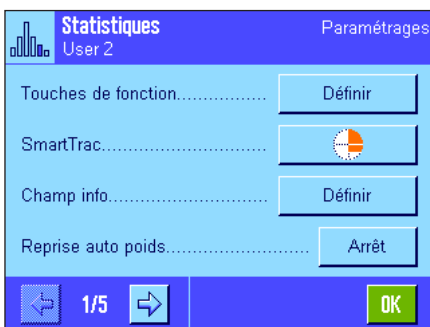 Statistiques
Paramétrages
User 2
Touches de fonction................ Définir
SmartTrac.............................
Champ info............................ Définir
Reprise auto poids........................ .... Arrêt
1/5
OK